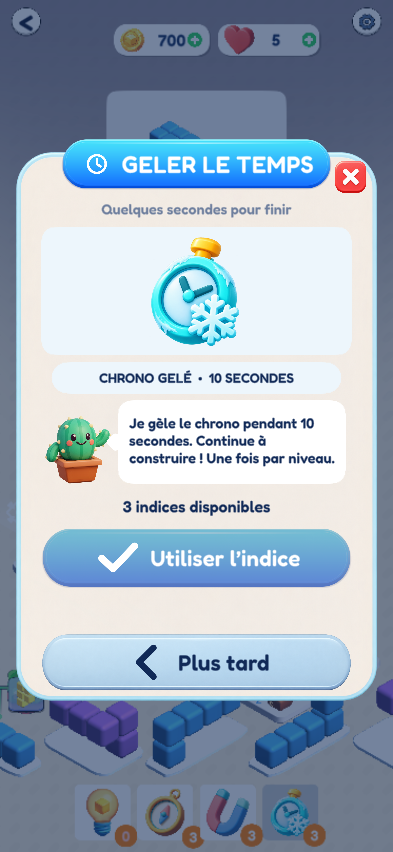 700
5
GELER LE TEMPS
Quelques secondes pour finir
CHRONO GELÉ • 10 SECONDES
Je gèle le chrono pendant 10
secondes. Continue à
construire ! Une fois par niveau.
3 indices disponibles
Utiliser l'indice
Plus tard
0
3
3
3